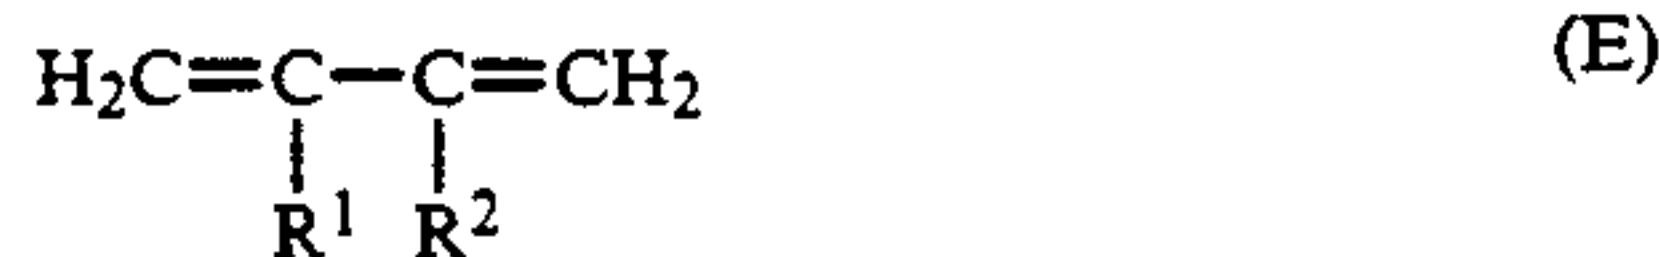 H₂C=C—C=CH₂ (E)
R¹ R²